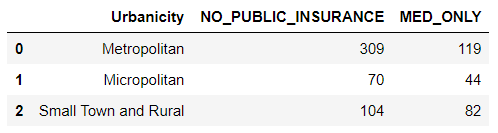 Urbanicity NO_PUBLIC_INSURANCE MED_ONLY
0 Metropolitan 309 119
1 Micropolitan 70 44
2 Small Town and Rural 104 82